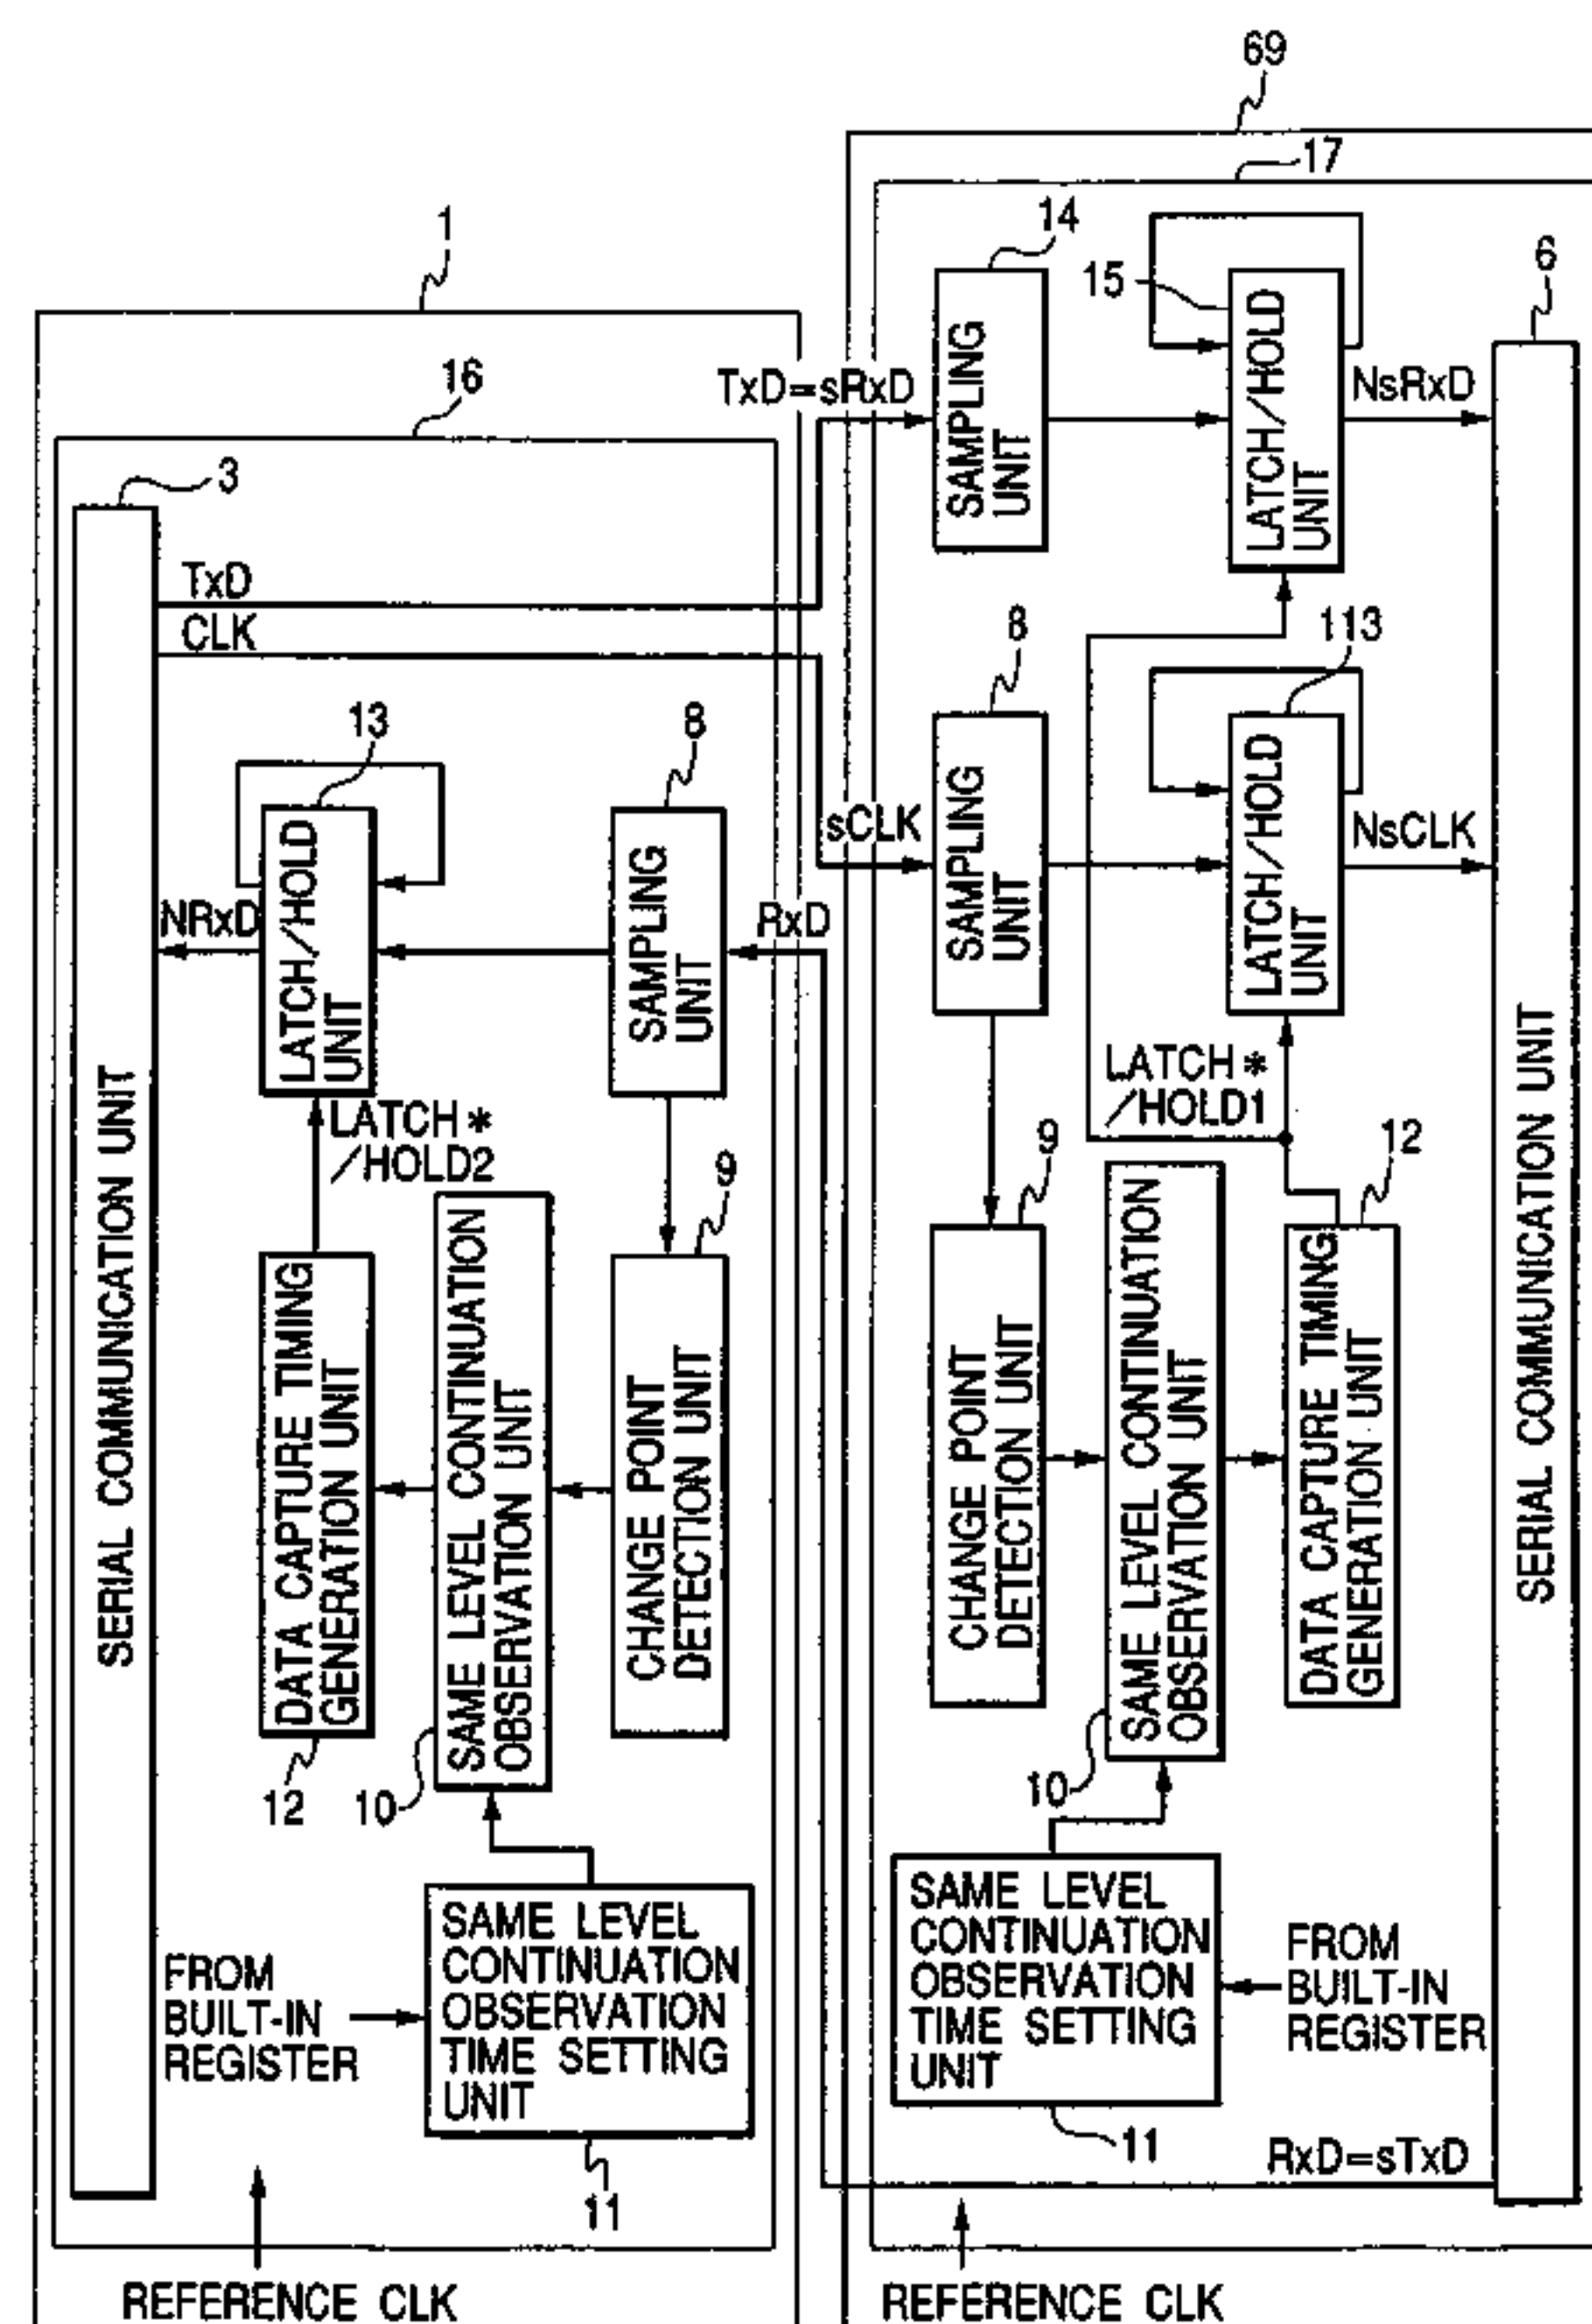 69
17
1
14
15
6
SAMPLING
UNIT
LATCH/HOLD
UNIT
TxD=sRxD
NsRxD
16
3
TxD
CLK
8
113
13
8
SAMPLING
UNIT
LATCH/HOLD
UNIT
sCLK
NsCLK
LATCH/HOLD
UNIT
SAMPLING
UNIT
NRxD
RxD
LATCH*
/HOLD2
LATCH*
/HOLD1
9
9
12
SERIAL COMMUNICATION UNIT
DATA CAPTURE TIMING
GENERATION UNIT
SAME LEVEL CONTINUATION
OBSERVATION UNIT
CHANGE POINT
DETECTION UNIT
CHANGE POINT
DETECTION UNIT
SAME LEVEL CONTINUATION
OBSERVATION UNIT
DATA CAPTURE TIMING
GENERATION UNIT
SERIAL COMMUNICATION UNIT
12
10
10
FROM
BUILT-IN
REGISTER
SAME LEVEL
CONTINUATION
OBSERVATION
TIME SETTING
UNIT
SAME LEVEL
CONTINUATION
OBSERVATION
TIME SETTING
UNIT
FROM
BUILT-IN
REGISTER
11
11
RxD=sTxD
REFERENCE CLK
REFERENCE CLK